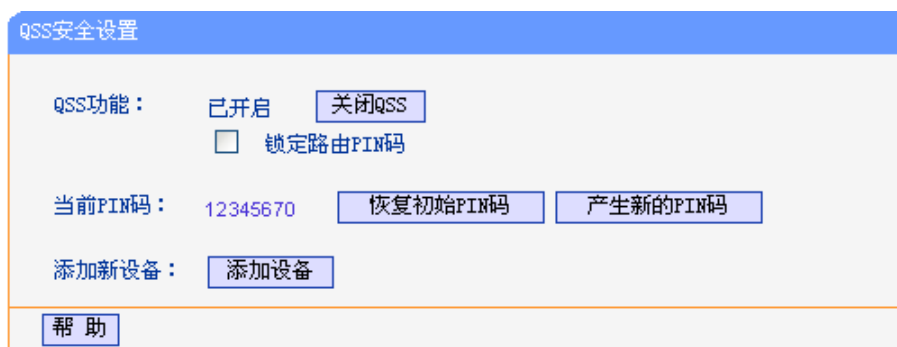 QSS安全设置
QSS功能： 已开启 关闭QSS
锁定路由PIN码
当前PIN码： 12345670 恢复初始PIN码 产生新的PIN码
添加新设备： 添加设备
帮 助